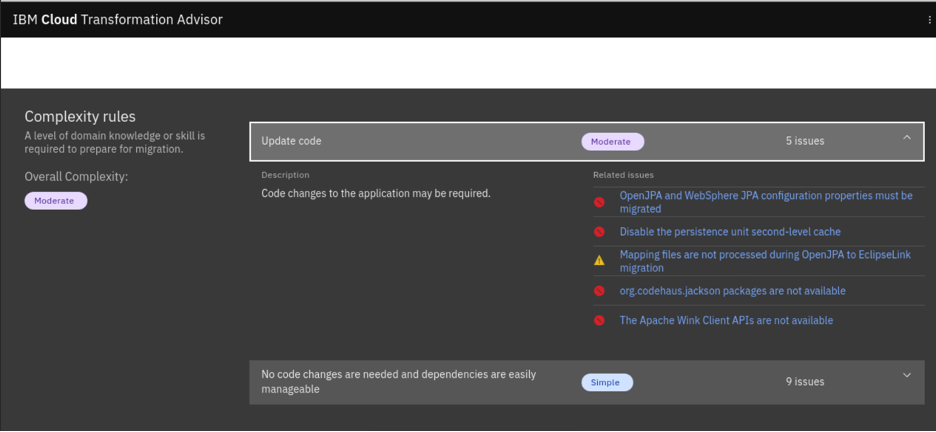 IBM Cloud Transformation Advisor
Complexity rules
A level of domain knowledge or skill is
required to prepare for migration.
Overall Complexity:
Moderate
Update code
Moderate
5 issues
Description
Code changes to the application may be required.
Related issues
OpenJPA and WebSphere JPA configuration properties must be
migrated
Disable the persistence unit second-level cache
Mapping files are not processed during OpenJPA to EclipseLink
migration
org.codehaus.jackson packages are not available
The Apache Wink Client APIs are not available
No code changes are needed and dependencies are easily
manageable
Simple
9 issues